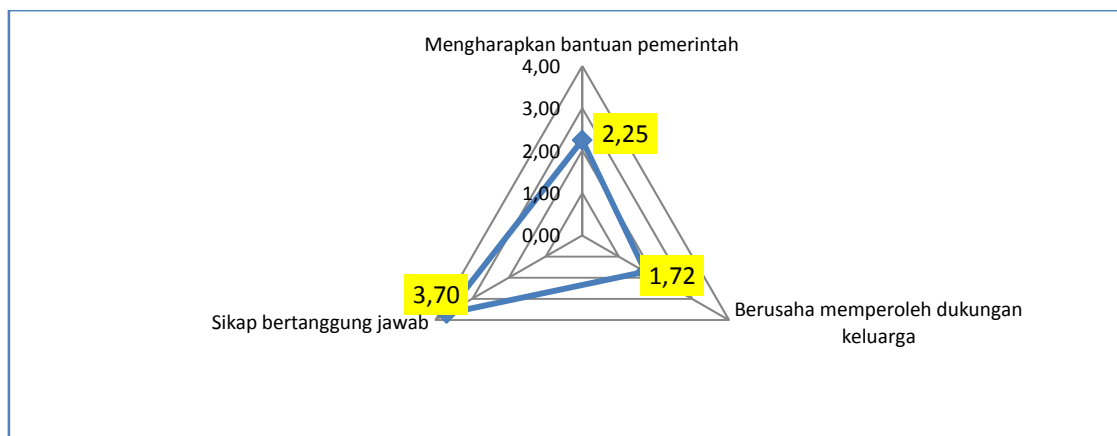 Mengharapkan bantuan pemerintah
4,00
3,00
2,25
2,00
1,00
0,00
1,72
3,70
Berusaha memperoleh dukungan
keluarga
Sikap bertanggung jawab